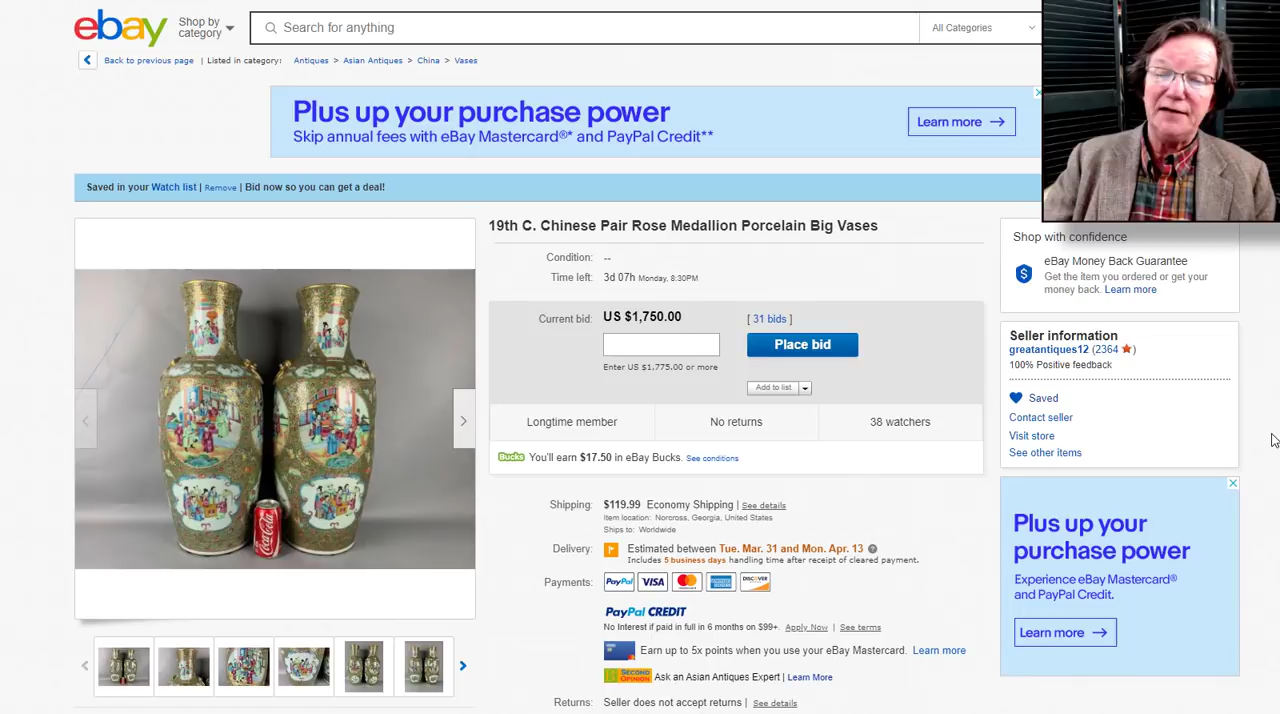 ebay
Shop by
category
Search for anything
All Categories
Back to previous page | Listed in category: Antiques > Asian Antiques > China > Vases
Plus up your purchase power
Skip annual fees with eBay Mastercard®* and PayPal Credit**
Learn more
Saved in your Watch list | Remove | Bid now so you can get a deal!
19th C. Chinese Pair Rose Medallion Porcelain Big Vases
Condition: --
Time left: 3d 07h Monday, 8:30PM
Current bid: US $1,750.00 [ 31 bids ]
Place bid
Enter US $1,775.00 or more
Add to list
Longtime member No returns 38 watchers
Bucks You'll earn $17.50 in eBay Bucks. See conditions
Shipping: $119.99 Economy Shipping | See details
Item location: Norcross, Georgia, United States
Ships to: Worldwide
Delivery: Estimated between Tue. Mar. 31 and Mon. Apr. 13
Includes 5 business days handling time after receipt of cleared payment.
Payments: PayPal VISA DISCOVER
PayPal CREDIT
No Interest if paid in full in 6 months on $99+. Apply Now | See terms
Earn up to 5x points when you use your eBay Mastercard. Learn more
SECOND OPINION Ask an Asian Antiques Expert | Learn More
Returns: Seller does not accept returns | See details
Coca-Cola
Shop with confidence
eBay Money Back Guarantee
Get the item you ordered or get your
money back. Learn more
Seller information
greatantiques12 (2364)
100% Positive feedback
Saved
Contact seller
Visit store
See other items
Plus up your
purchase power
Experience eBay Mastercard®
and PayPal Credit.
Learn more